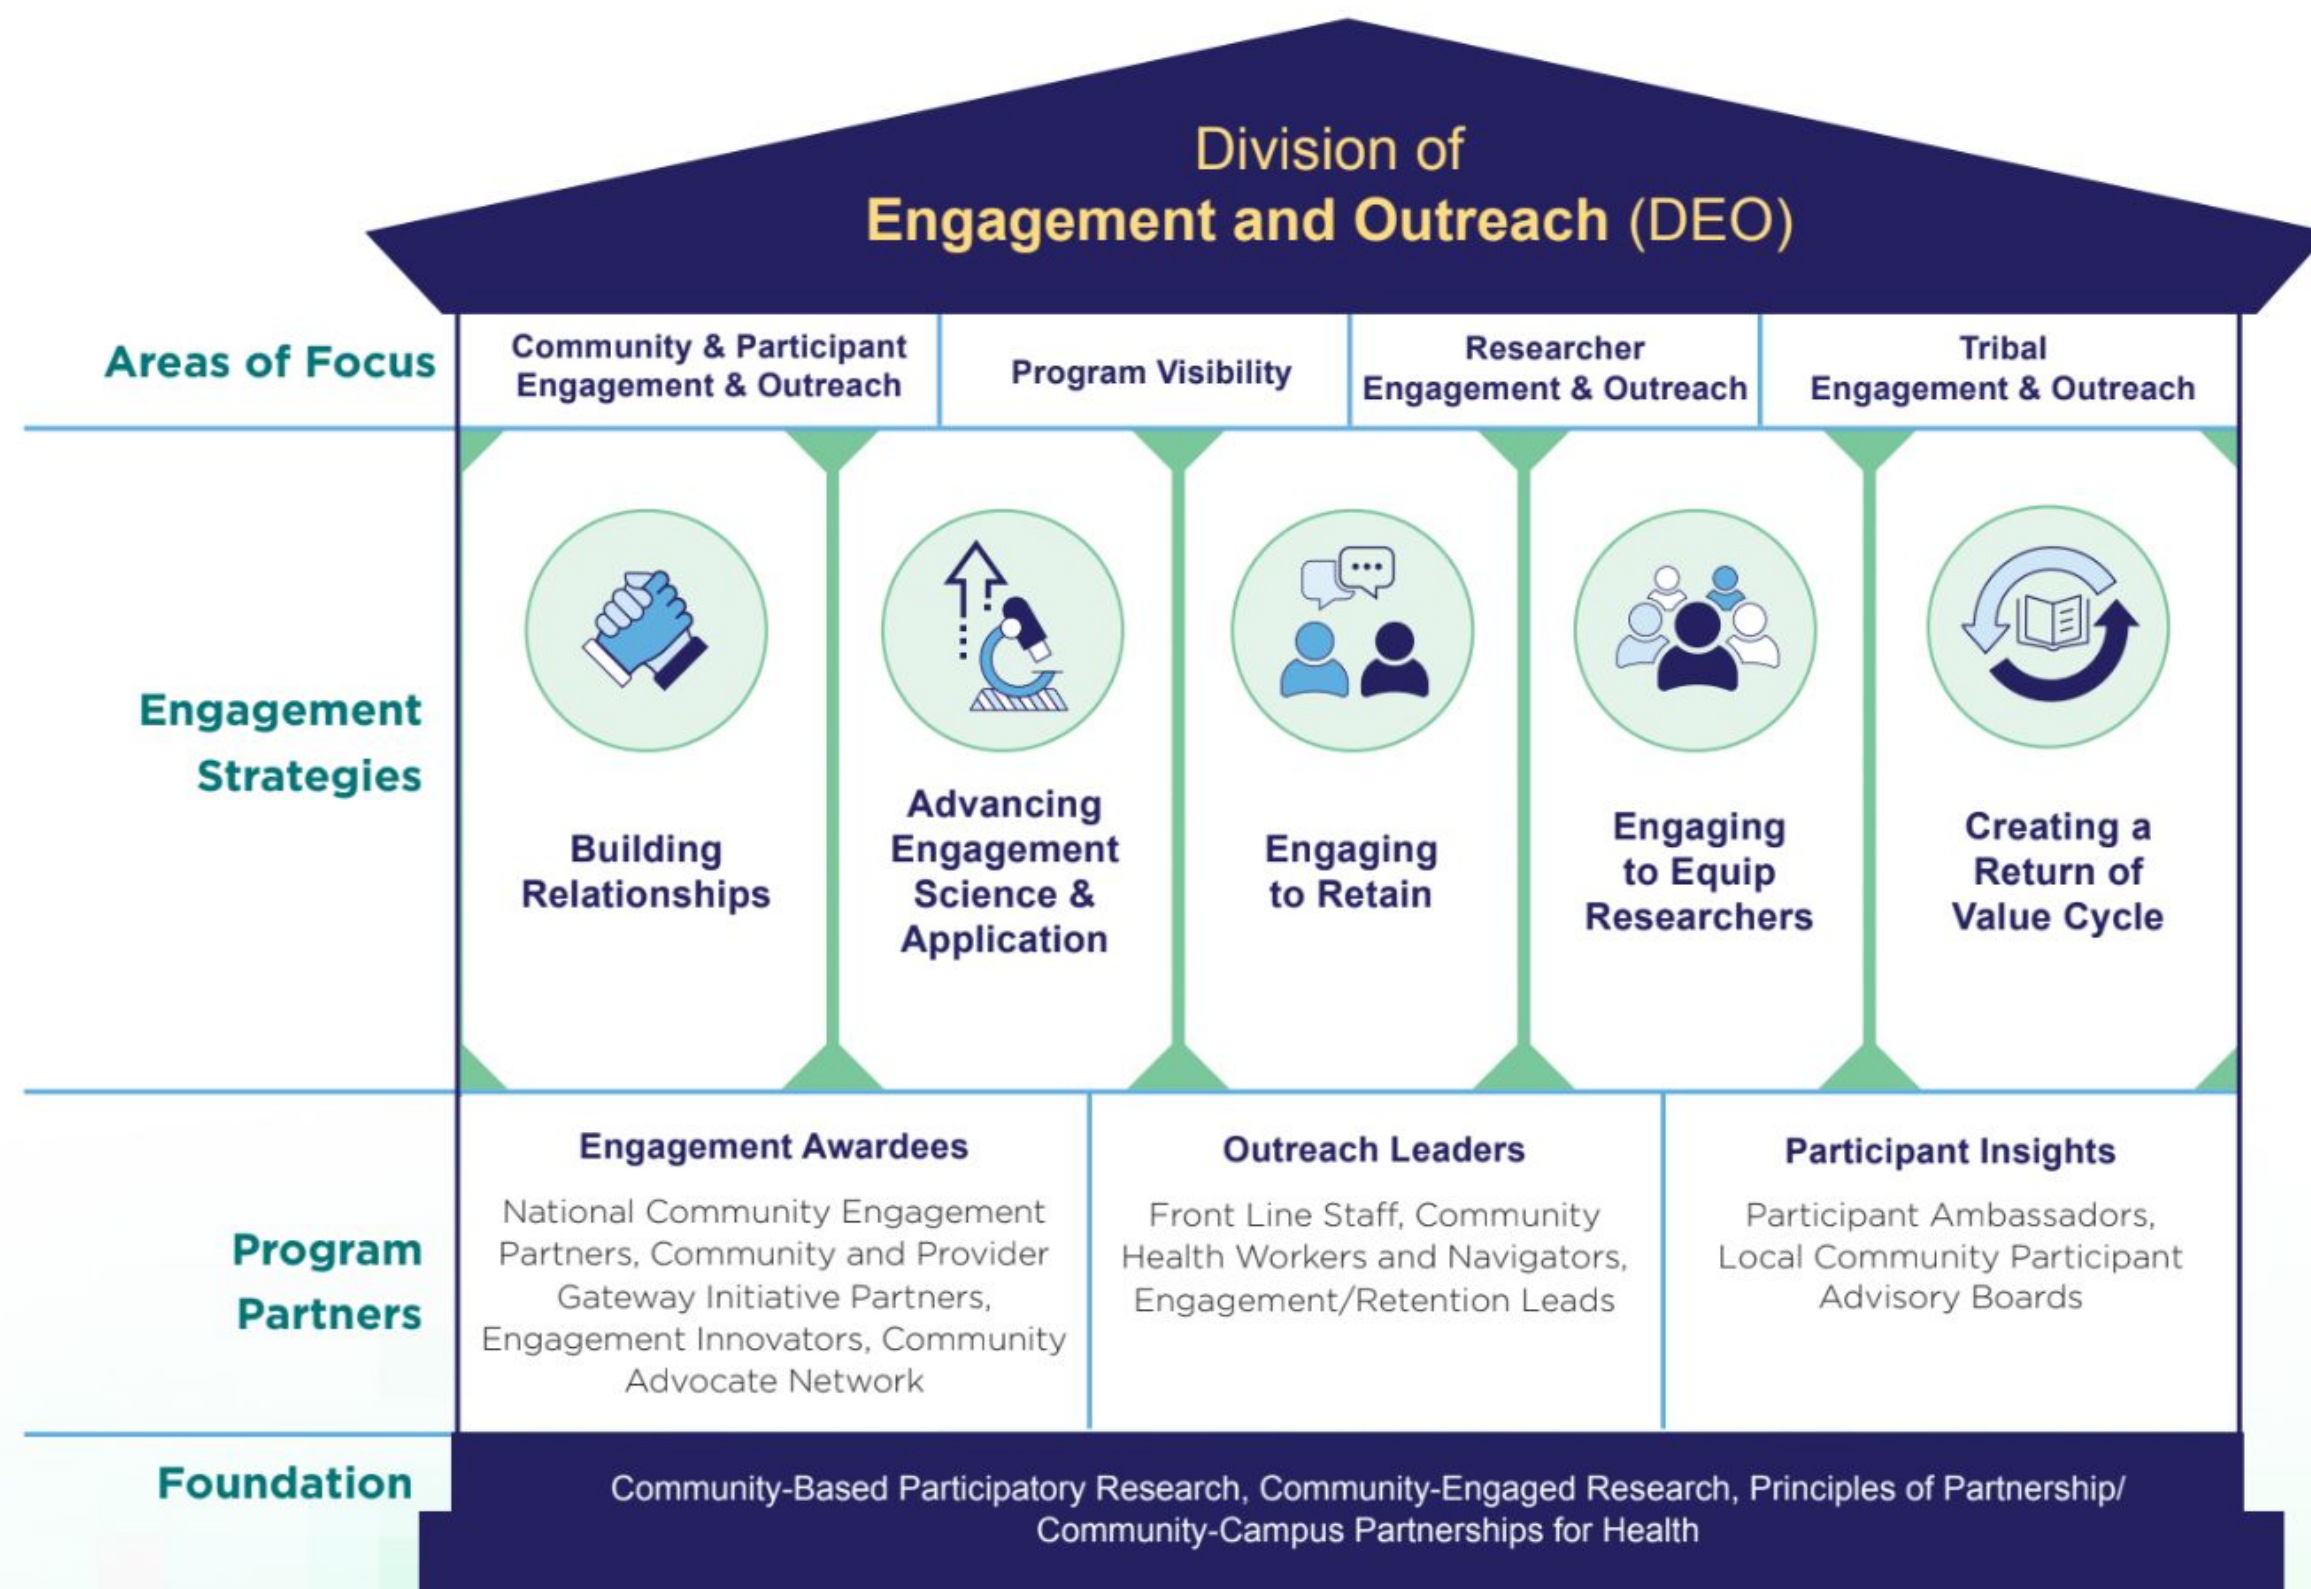 Division of
Engagement and Outreach (DEO)
Areas of Focus
Community & Participant
Engagement & Outreach
Program Visibility
Researcher
Engagement & Outreach
Tribal
Engagement & Outreach
Engagement
Strategies
Building
Relationships
Advancing
Engagement
Science &
Application
Engaging
to Retain
Engaging
to Equip
Researchers
Creating a
Return of
Value Cycle
Program
Partners
Engagement Awardees
National Community Engagement
Partners, Community and Provider
Gateway Initiative Partners,
Engagement Innovators, Community
Advocate Network
Outreach Leaders
Front Line Staff, Community
Health Workers and Navigators,
Engagement/Retention Leads
Participant Insights
Participant Ambassadors,
Local Community Participant
Advisory Boards
Foundation
Community-Based Participatory Research, Community-Engaged Research, Principles of Partnership/
Community-Campus Partnerships for Health